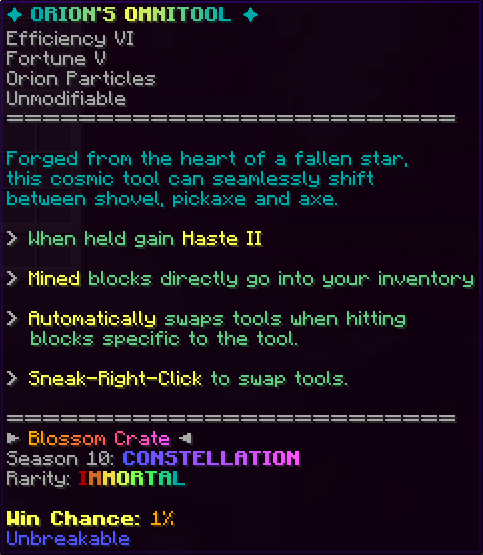 ✦ ORION'S OMNITOOL ✦
Efficiency VI
Fortune V
Orion Particles
Unmodifiable
============================
Forged from the heart of a fallen star,
this cosmic tool can seamlessly shift
between shovel, pickaxe and axe.
> When held gain Haste II
> Mined blocks directly go into your inventory
> Automatically swaps tools when hitting
blocks specific to the tool.
> Sneak-Right-Click to swap tools.
============================
► Blossom Crate ◄
Season 10: CONSTELLATION
Rarity: IMMORTAL
Win Chance: 1%
Unbreakable